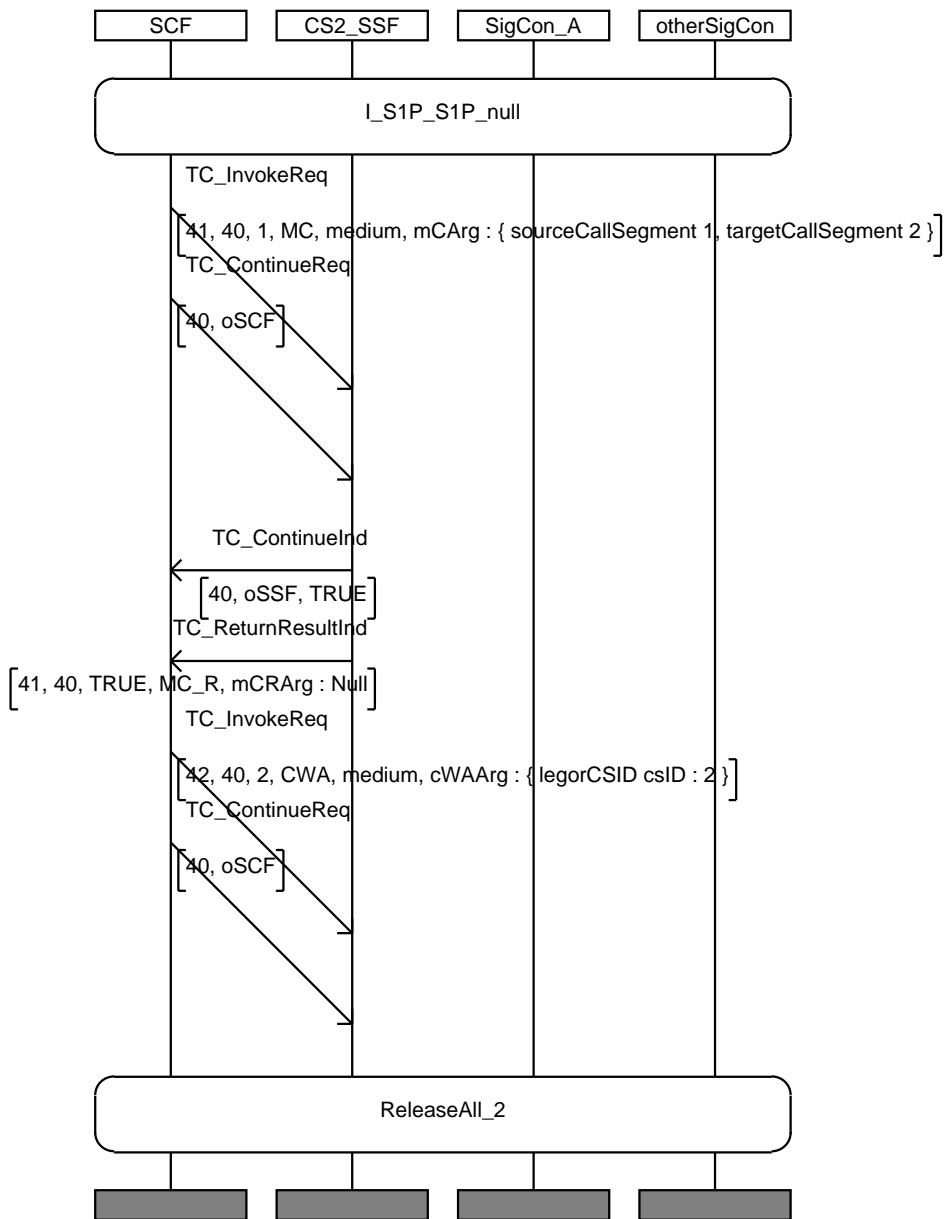 SCF CS2_SSF SigCon_A otherSigCon
I_S1P_S1P_null
TC_InvokeReq
41, 40, 1, MC, medium, mCArg : { sourceCallSegment 1, targetCallSegment 2 }
TC_ContinueReq
40, oSCF
TC_ContinueInd
40, oSSF, TRUE
TC_ReturnResultInd
41, 40, TRUE, MC_R, mCRArg : Null
TC_InvokeReq
42, 40, 2, CWA, medium, cWAArg : { legorCSID csID : 2 }
TC_ContinueReq
40, oSCF
ReleaseAll_2